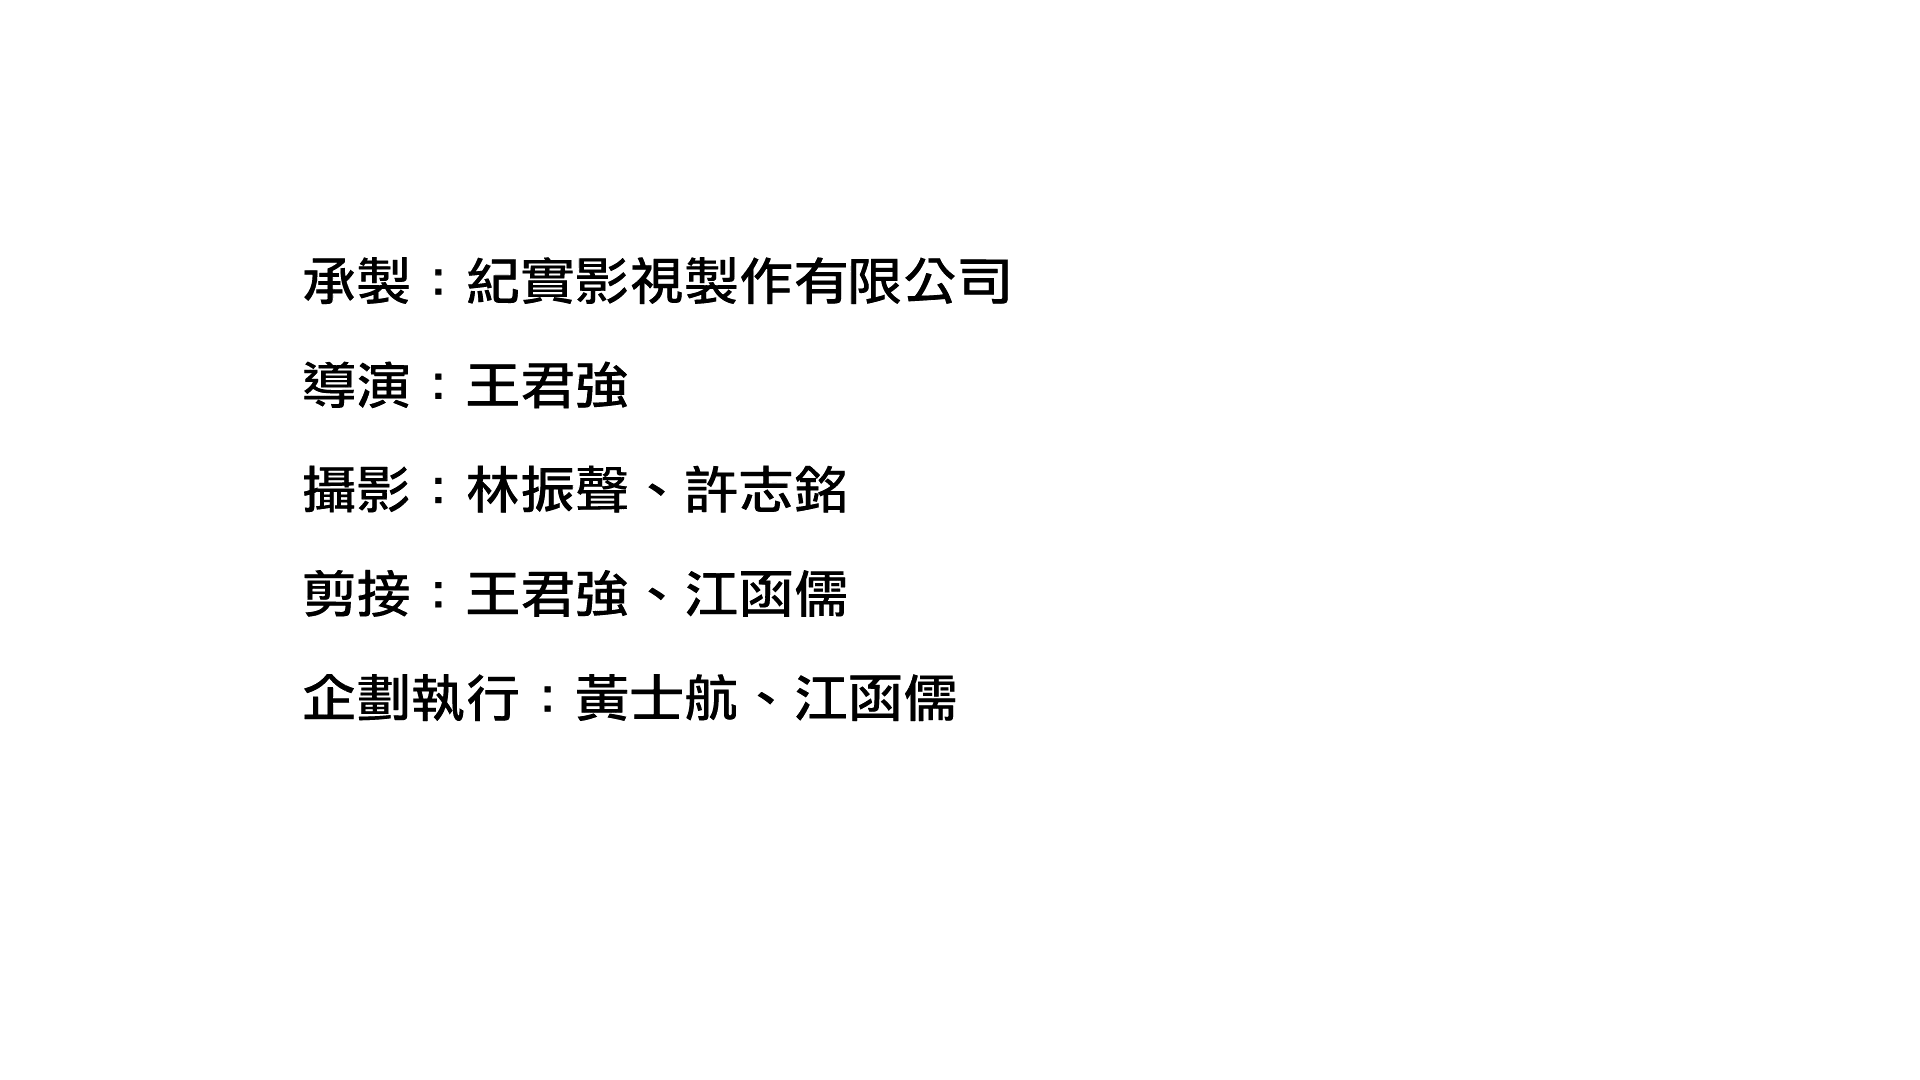 承製：紀實影視製作有限公司
導演：王君強
攝影：林振聲、許志銘
剪接：王君強、江函儒
企劃執行：黃士航、江函儒